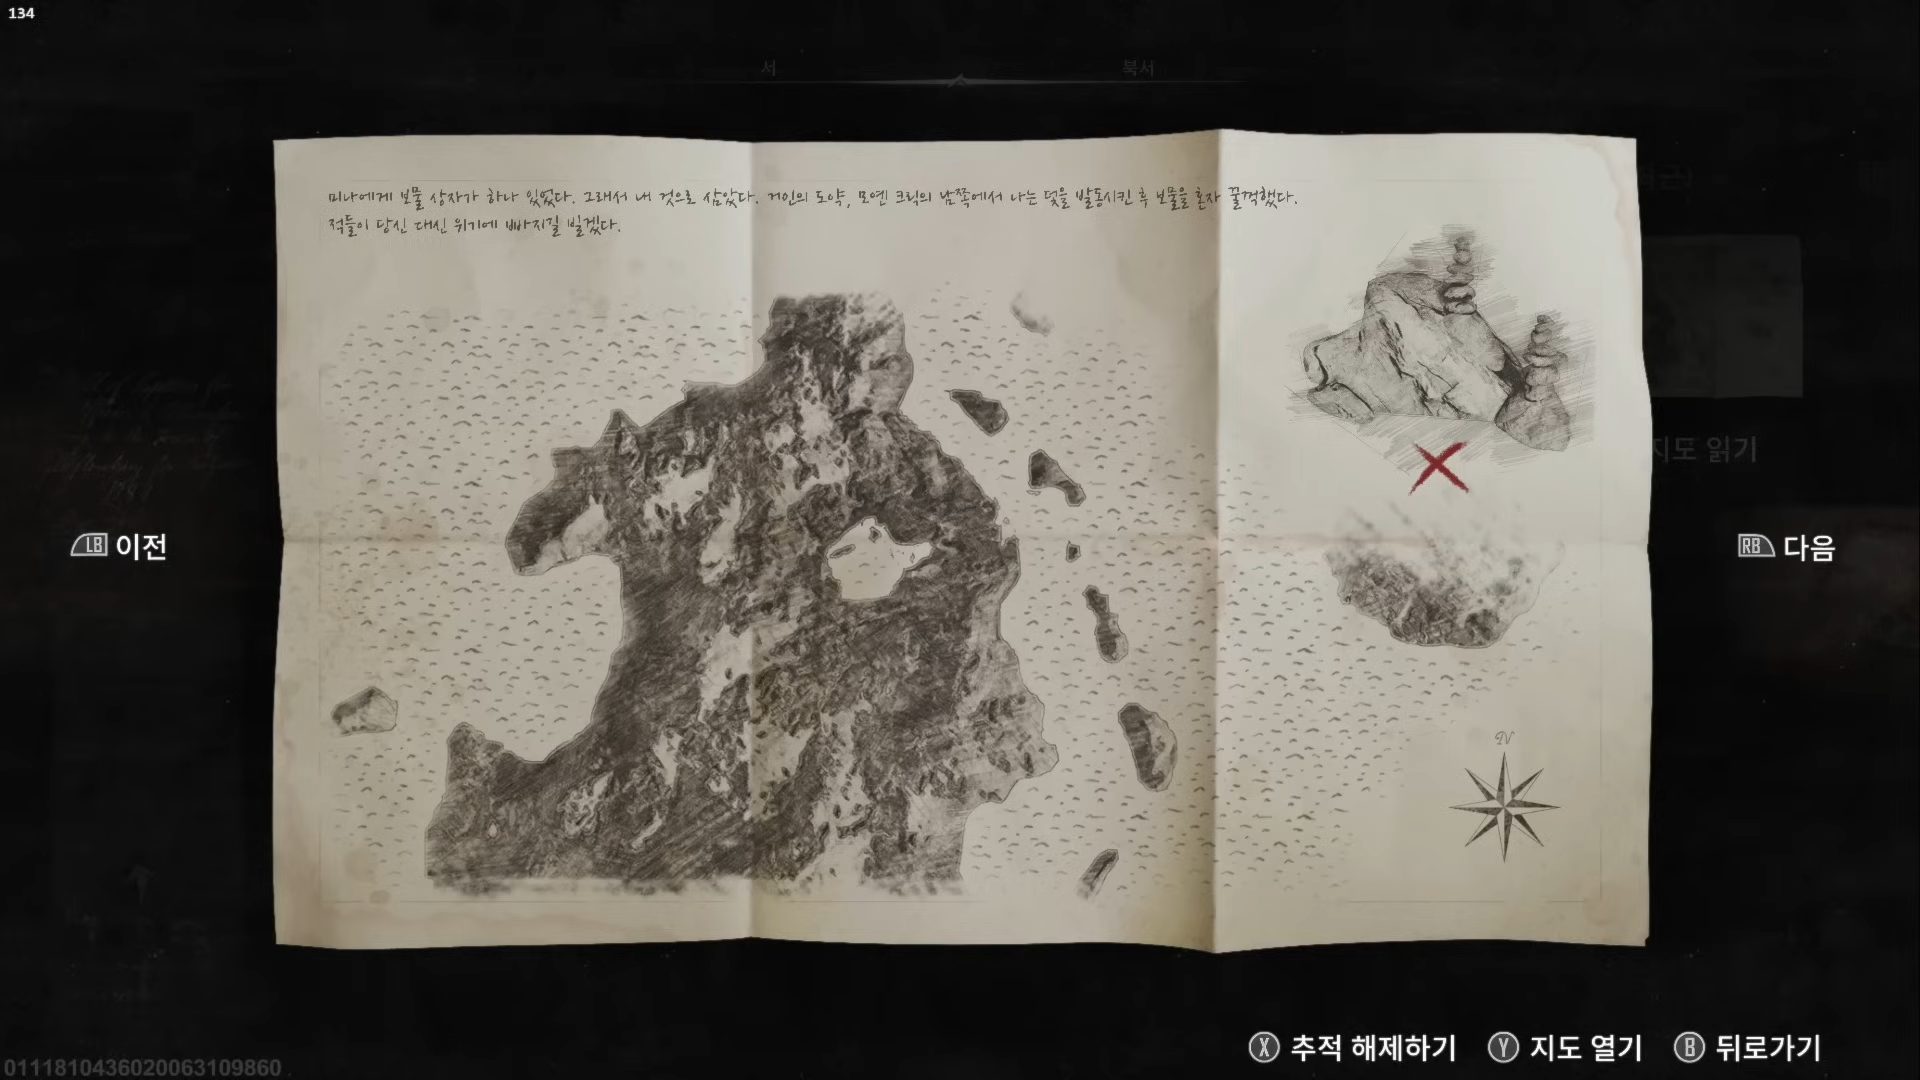 134
서
북서
미나에게 보물 상자가 하나 있었다. 그래서 내 것으로 삼았다. 거인의 도약, 모옌 크릭의 남쪽에서 나는 덫을 발동시킨 후 보물을 혼자 꿀꺽했다.
적들이 당신 대신 위기에 빠지길 빌겠다.
지도 읽기
LB 이전
RB 다음
N
X 추적 해제하기 Y 지도 열기 B 뒤로가기
0111810436020063109860